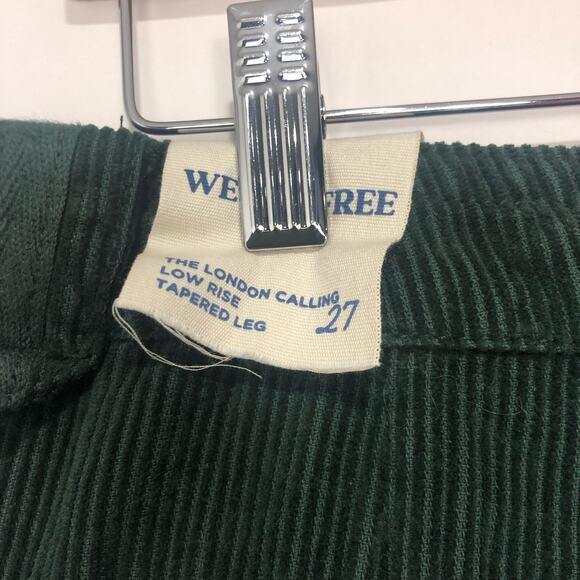 WE FREE
THE LONDON CALLING
LOW RISE
TAPERED LEG 27